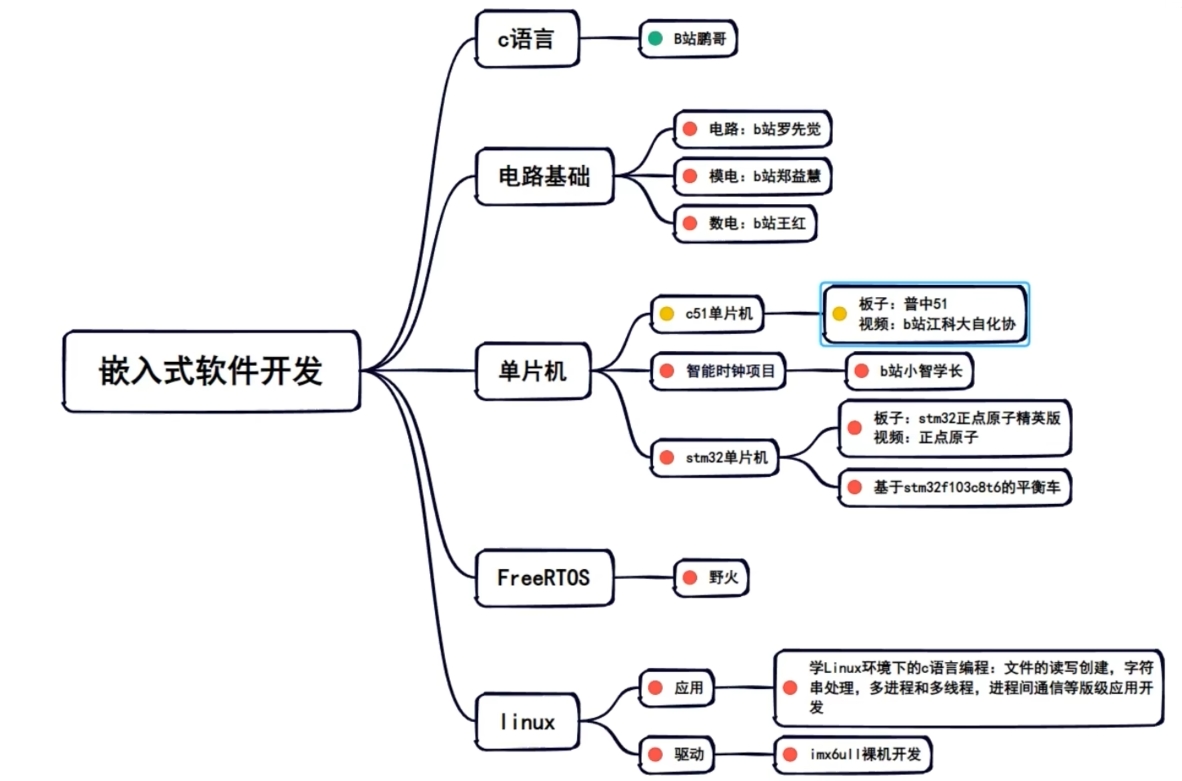 嵌入式软件开发
c语言
B站鹏哥
电路基础
电路：b站罗先觉
模电：b站郑益慧
数电：b站王红
单片机
c51单片机
板子：普中51
视频：b站江科大自化协
智能时钟项目
b站小智学长
stm32单片机
板子：stm32正点原子精英版
视频：正点原子
基于stm32f103c8t6的平衡车
FreeRTOS
野火
linux
应用
学Linux环境下的c语言编程：文件的读写创建，字符
串处理，多进程和多线程，进程间通信等版级应用开
发
驱动
imx6ull裸机开发